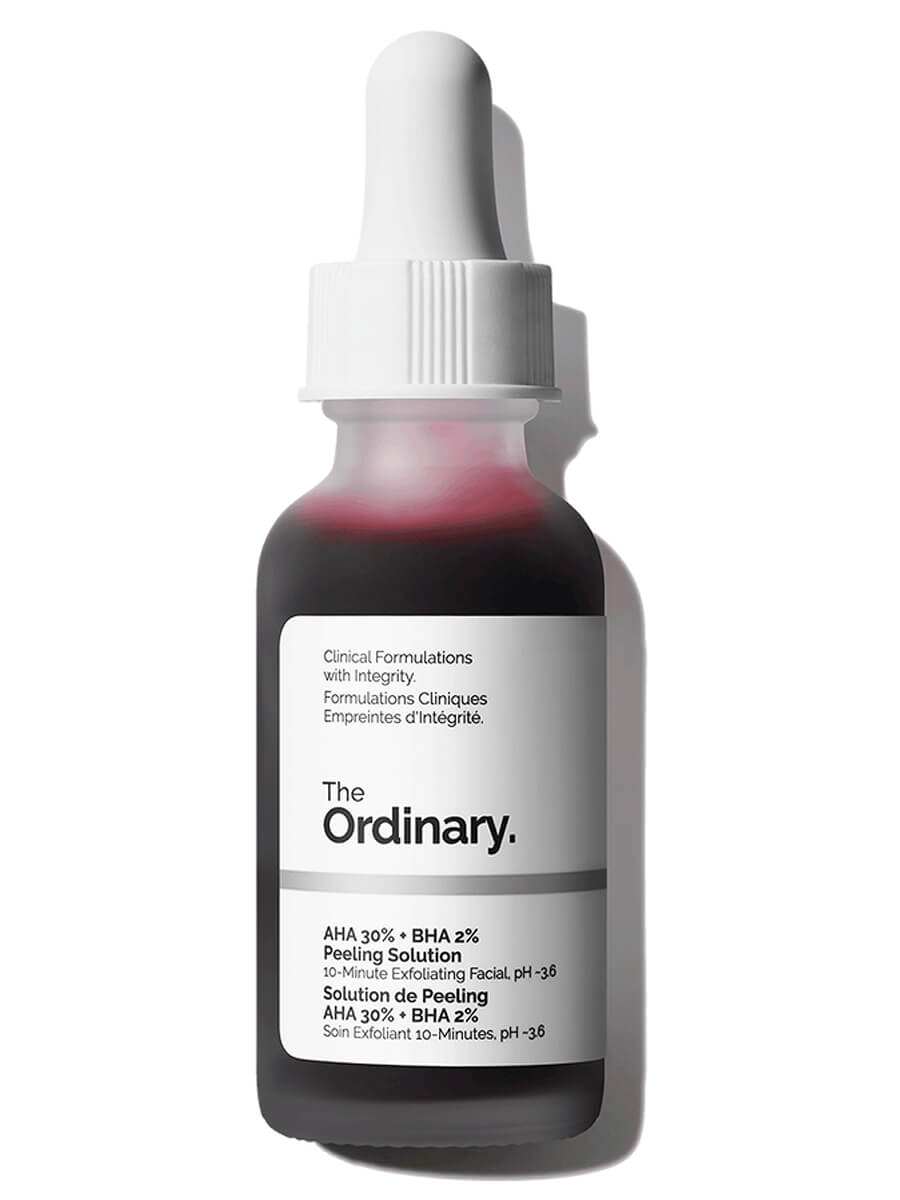 Clinical Formulations
with Integrity.
Formulations Cliniques
Empreintes d'Intégrité.
The
Ordinary.
AHA 30% + BHA 2%
Peeling Solution
10-Minute Exfoliating Facial, pH ~3.6
Solution de Peeling
AHA 30% + BHA 2%
Soin Exfoliant 10-Minutes, pH ~3.6